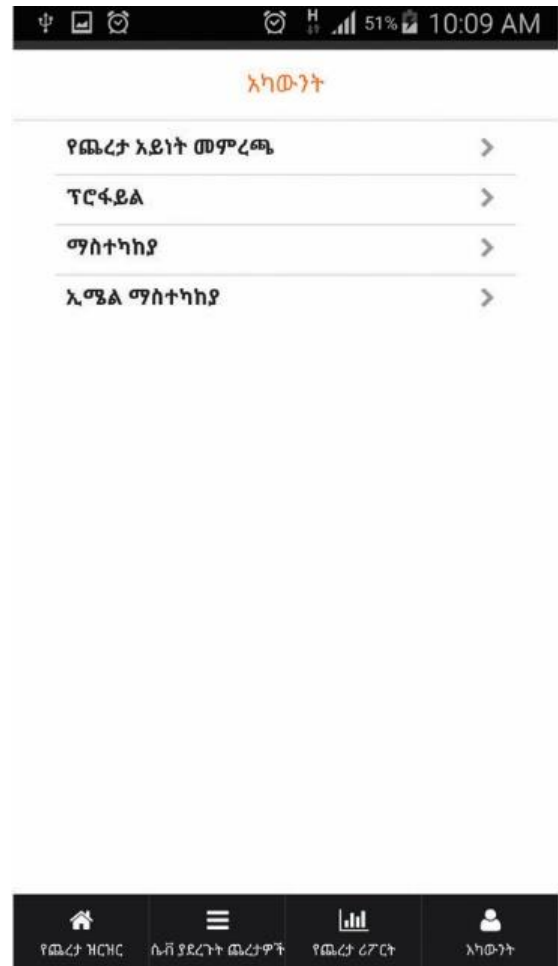 H 51% 10:09 AM
አካውንት
የጨረታ አይነት መምረጫ
ፕሮፋይል
ማስተካከያ
ኢሜል ማስተካከያ
የጨረታ ዝርዝር ሴቭ ያደረጉት ጨረታዎች የጨረታ ሪፖርት አካውንት